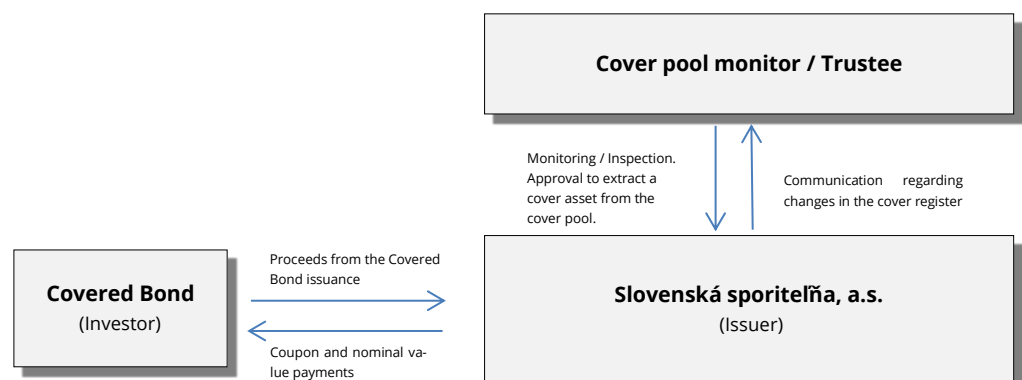 Cover pool monitor / Trustee
Monitoring / Inspection.
Approval to extract a
cover asset from the
cover pool.
Communication regarding
changes in the cover register
Proceeds from the Covered
Bond issuance
Covered Bond
(Investor)
Slovenská sporiteľňa, a.s.
(Issuer)
Coupon and nominal va-
lue payments